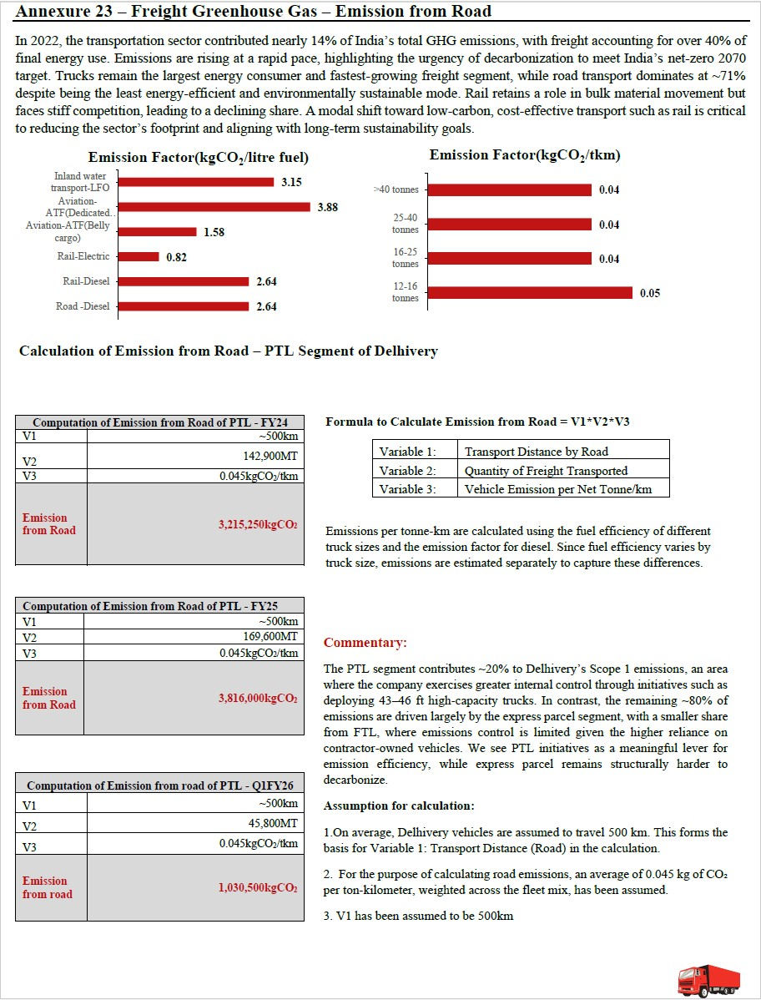 Annexure 23 – Freight Greenhouse Gas – Emission from Road
In 2022, the transportation sector contributed nearly 14% of India’s total GHG emissions, with freight accounting for over 40% of
final energy use. Emissions are rising at a rapid pace, highlighting the urgency of decarbonization to meet India’s net-zero 2070
target. Trucks remain the largest energy consumer and fastest-growing freight segment, while road transport dominates at ~71%
despite being the least energy-efficient and environmentally sustainable mode. Rail retains a role in bulk material movement but
faces stiff competition, leading to a declining share. A modal shift toward low-carbon, cost-effective transport such as rail is critical
to reducing the sector’s footprint and aligning with long-term sustainability goals.
Emission Factor(kgCO₂/litre fuel)
Inland water
transport-LFO
3.15
Aviation-
ATF(Dedicated..
3.88
Aviation-ATF(Belly
cargo)
1.58
Rail-Electric
0.82
Rail-Diesel
2.64
Road -Diesel
2.64
Emission Factor(kgCO₂/tkm)
>40 tonnes
0.04
25-40
tonnes
0.04
16-25
tonnes
0.04
12-16
tonnes
0.05
Calculation of Emission from Road – PTL Segment of Delhivery
Computation of Emission from Road of PTL - FY24
V1 ~500km
V2 142,900MT
V3 0.045kgCO₂/tkm
Emission
from Road
3,215,250kgCO₂
Formula to Calculate Emission from Road = V1*V2*V3
Variable 1: Transport Distance by Road
Variable 2: Quantity of Freight Transported
Variable 3: Vehicle Emission per Net Tonne/km
Emissions per tonne-km are calculated using the fuel efficiency of different
truck sizes and the emission factor for diesel. Since fuel efficiency varies by
truck size, emissions are estimated separately to capture these differences.
Computation of Emission from Road of PTL - FY25
V1 ~500km
V2 169,600MT
V3 0.045kgCO₂/tkm
Emission
from Road
3,816,000kgCO₂
Commentary:
The PTL segment contributes ~20% to Delhivery’s Scope 1 emissions, an area
where the company exercises greater internal control through initiatives such as
deploying 43–46 ft high-capacity trucks. In contrast, the remaining ~80% of
emissions are driven largely by the express parcel segment, with a smaller share
from FTL, where emissions control is limited given the higher reliance on
contractor-owned vehicles. We see PTL initiatives as a meaningful lever for
emission efficiency, while express parcel remains structurally harder to
decarbonize.
Computation of Emission from road of PTL - Q1FY26
V1 ~500km
V2 45,800MT
V3 0.045kgCO₂/tkm
Emission
from road
1,030,500kgCO₂
Assumption for calculation:
1.On average, Delhivery vehicles are assumed to travel 500 km. This forms the
basis for Variable 1: Transport Distance (Road) in the calculation.
2. For the purpose of calculating road emissions, an average of 0.045 kg of CO₂
per ton-kilometer, weighted across the fleet mix, has been assumed.
3. V1 has been assumed to be 500km